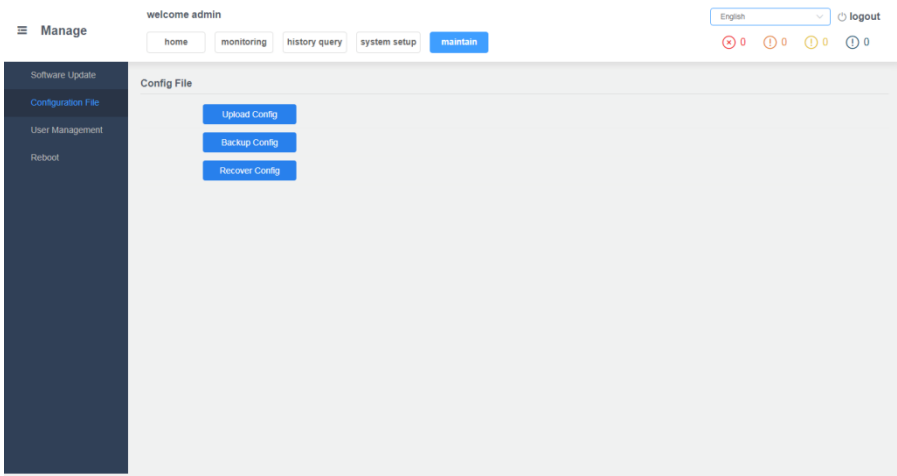 Manage
welcome admin
English
logout
home
monitoring
history query
system setup
maintain
0
0
0
0
Software Update
Configuration File
User Management
Reboot
Config File
Upload Config
Backup Config
Recover Config